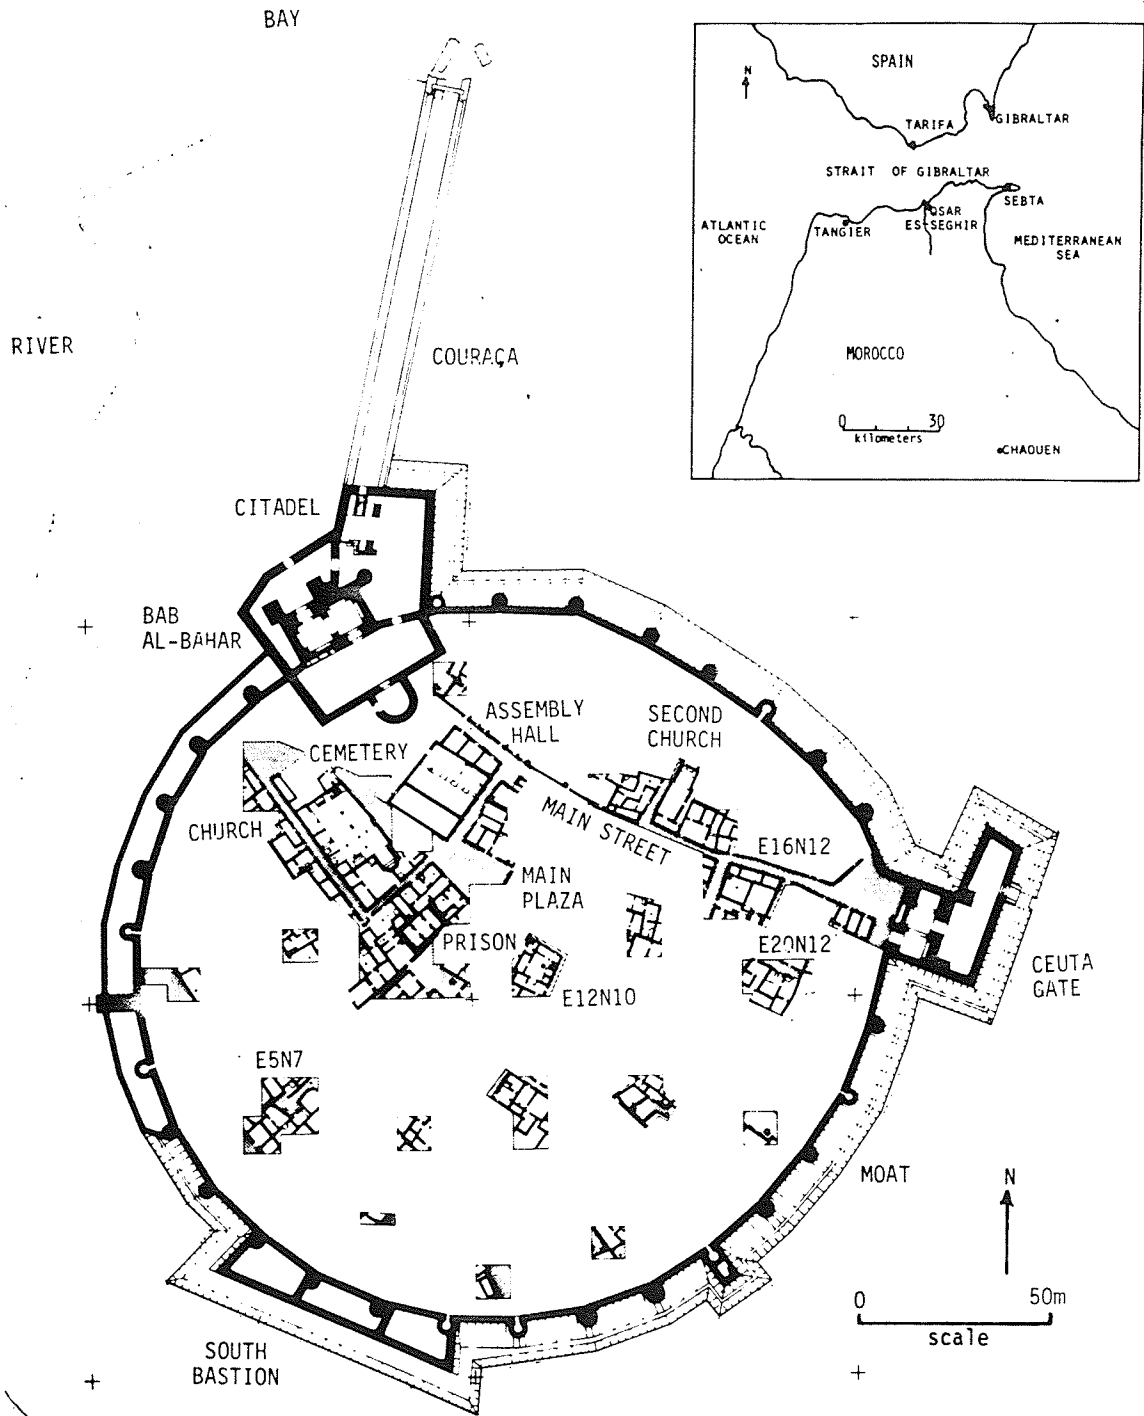 BAY
N
SPAIN
TARIFA
GIBRALTAR
STRAIT OF GIBRALTAR
SEBTA
QSAR
ES-SEGHIR
TANGIER
ATLANTIC
OCEAN
MEDITERRANEAN
SEA
MOROCCO
0 30
kilometers
CHAOUEN
RIVER
COURAÇA
CITADEL
BAB
AL-BAHAR
ASSEMBLY
HALL
SECOND
CHURCH
CEMETERY
CHURCH
MAIN STREET
E16N12
MAIN
PLAZA
PRISON
E20N12
E12N10
CEUTA
GATE
E5N7
MOAT
N
0 50m
scale
SOUTH
BASTION